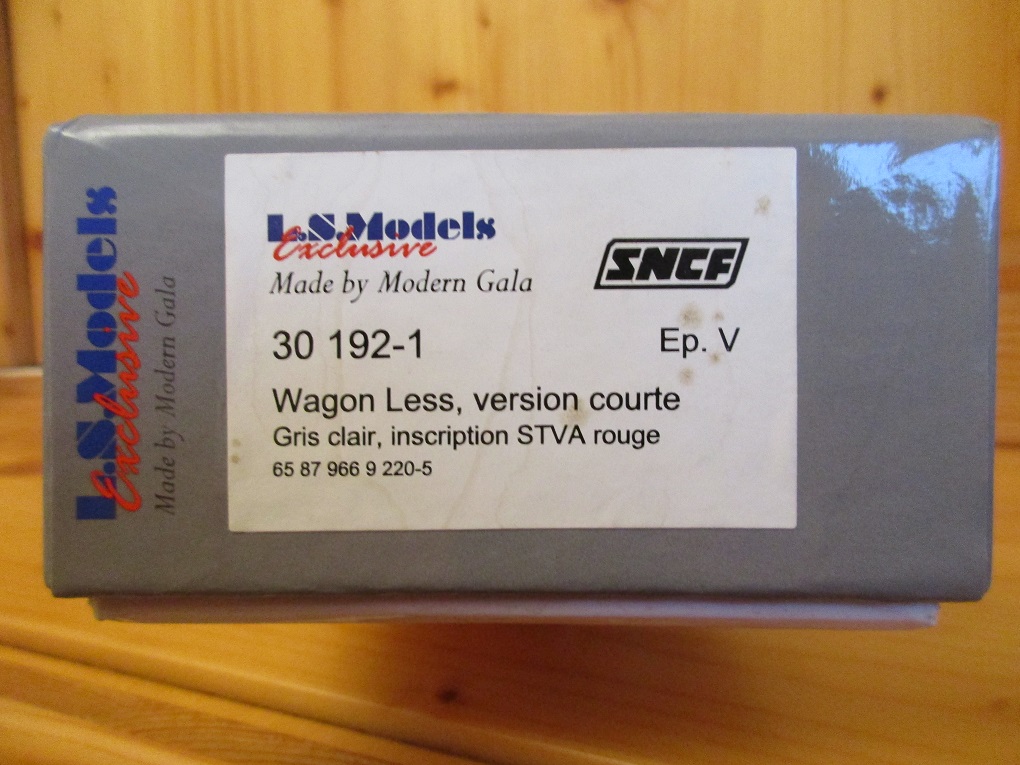 L.S.Models
Exclusive
Made by Modern Gala
L.S.Models
Exclusive
Made by Modern Gala
SNCF
30 192-1
Ep. V
Wagon Less, version courte
Gris clair, inscription STVA rouge
65 87 966 9 220-5